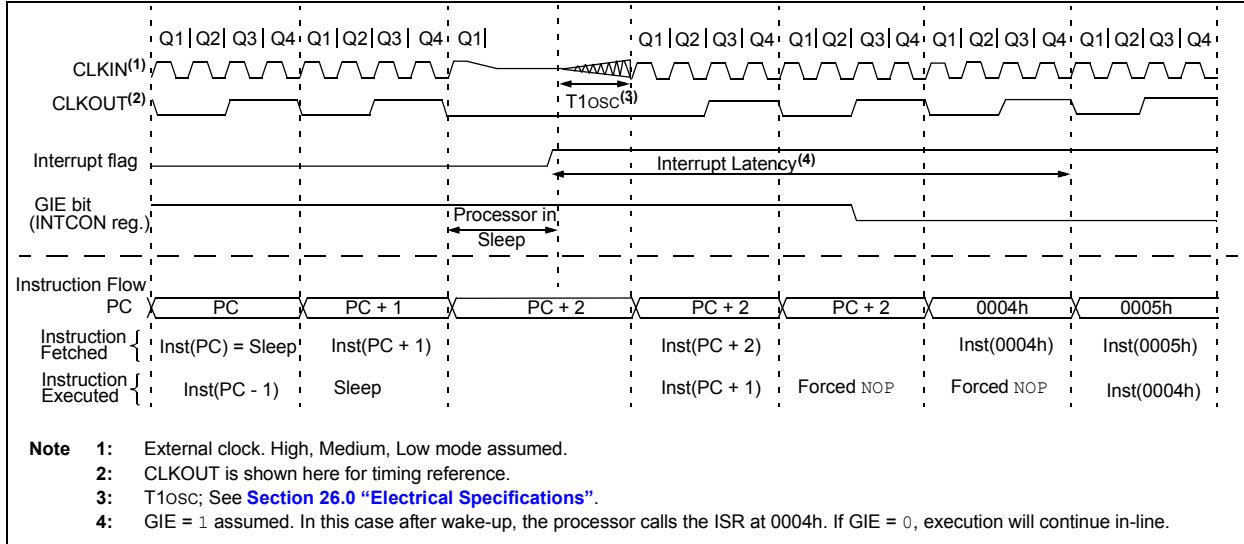 Q1| Q2| Q3| Q4 Q1| Q2| Q3| Q4 Q1| Q1| Q2| Q3| Q4 Q1| Q2| Q3| Q4 Q1| Q2| Q3| Q4 Q1| Q2| Q3| Q4
CLKIN(1)
CLKOUT(2)
T1OSC(3)
Interrupt flag
Interrupt Latency(4)
GIE bit
(INTCON reg.)
Processor in
Sleep
Instruction Flow
PC PC PC + 1 PC + 2 PC + 2 PC + 2 0004h 0005h
Instruction
Fetched
Inst(PC) = Sleep Inst(PC + 1) Inst(PC + 2) Inst(0004h) Inst(0005h)
Instruction
Executed
Inst(PC - 1) Sleep Inst(PC + 1) Forced NOP Forced NOP Inst(0004h)
Note 1: External clock. High, Medium, Low mode assumed.
2: CLKOUT is shown here for timing reference.
3: T1OSC; See Section 26.0 “Electrical Specifications”.
4: GIE = 1 assumed. In this case after wake-up, the processor calls the ISR at 0004h. If GIE = 0, execution will continue in-line.